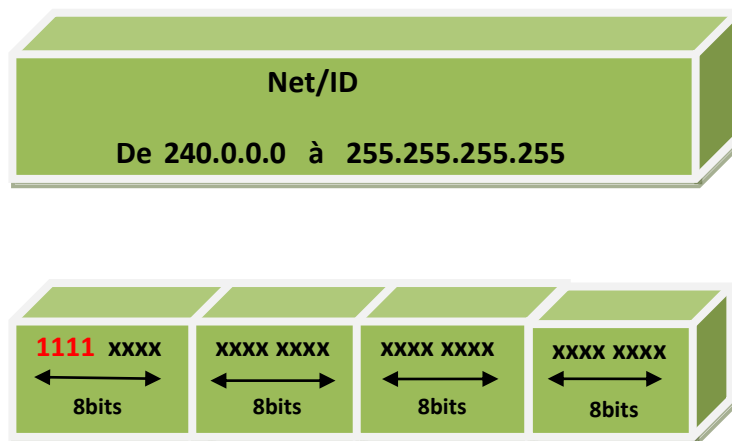 Net/ID
De 240.0.0.0 à 255.255.255.255
1111 xxxx xxxx xxxx xxxx xxxx xxxx xxxx
8bits 8bits 8bits 8bits